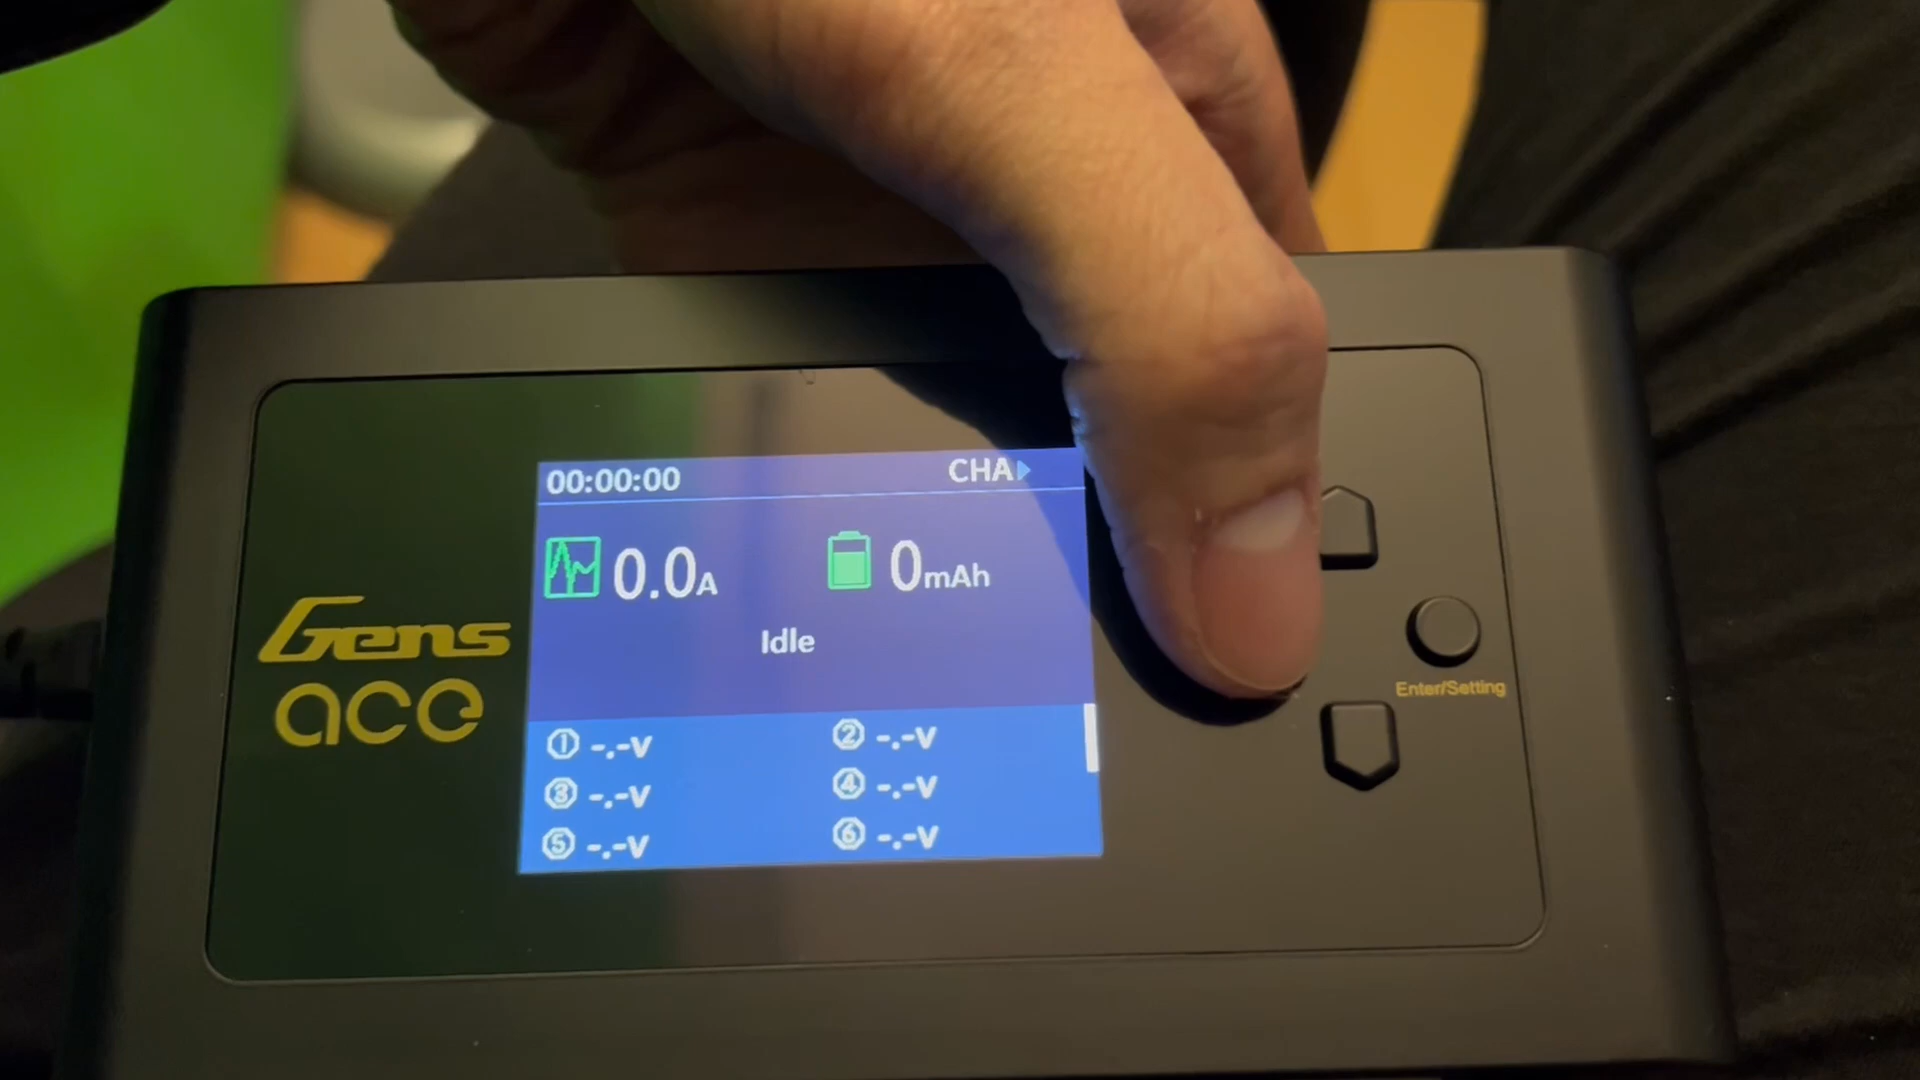 00:00:00 CHA
0.0A 0mAh
Idle
① -.-V ② -.-V
③ -.-V ④ -.-V
⑤ -.-V ⑥ -.-V
Gens
ace
Enter/Setting